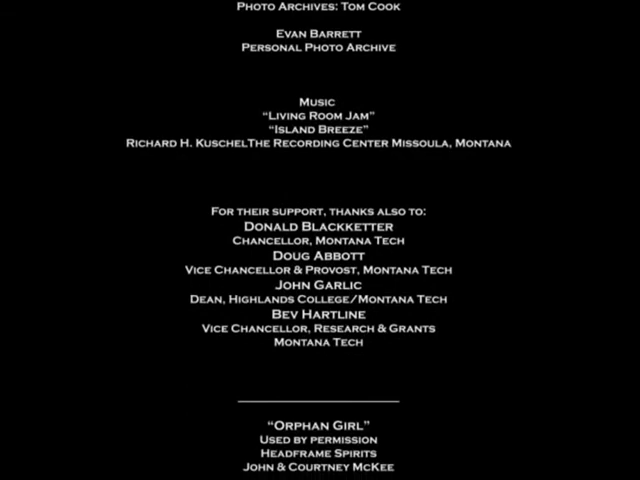 Photo Archives: Tom Cook
Evan Barrett
Personal Photo Archive
Music
“Living Room Jam”
“Island Breeze”
Richard H. KuschelThe Recording Center Missoula, Montana
For their support, thanks also to:
Donald Blackketter
Chancellor, Montana Tech
Doug Abbott
Vice Chancellor & Provost, Montana Tech
John Garlic
Dean, Highlands College/Montana Tech
Bev Hartline
Vice Chancellor, Research & Grants
Montana Tech
“Orphan Girl”
Used by permission
Headframe Spirits
John & Courtney McKee